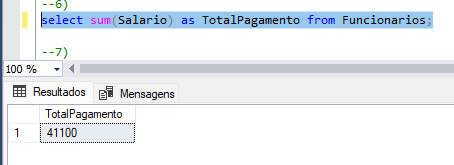 --6)
select sum(Salario) as TotalPagamento from Funcionarios;
--7)
100 %
Resultados Mensagens
TotalPagamento
1 41100